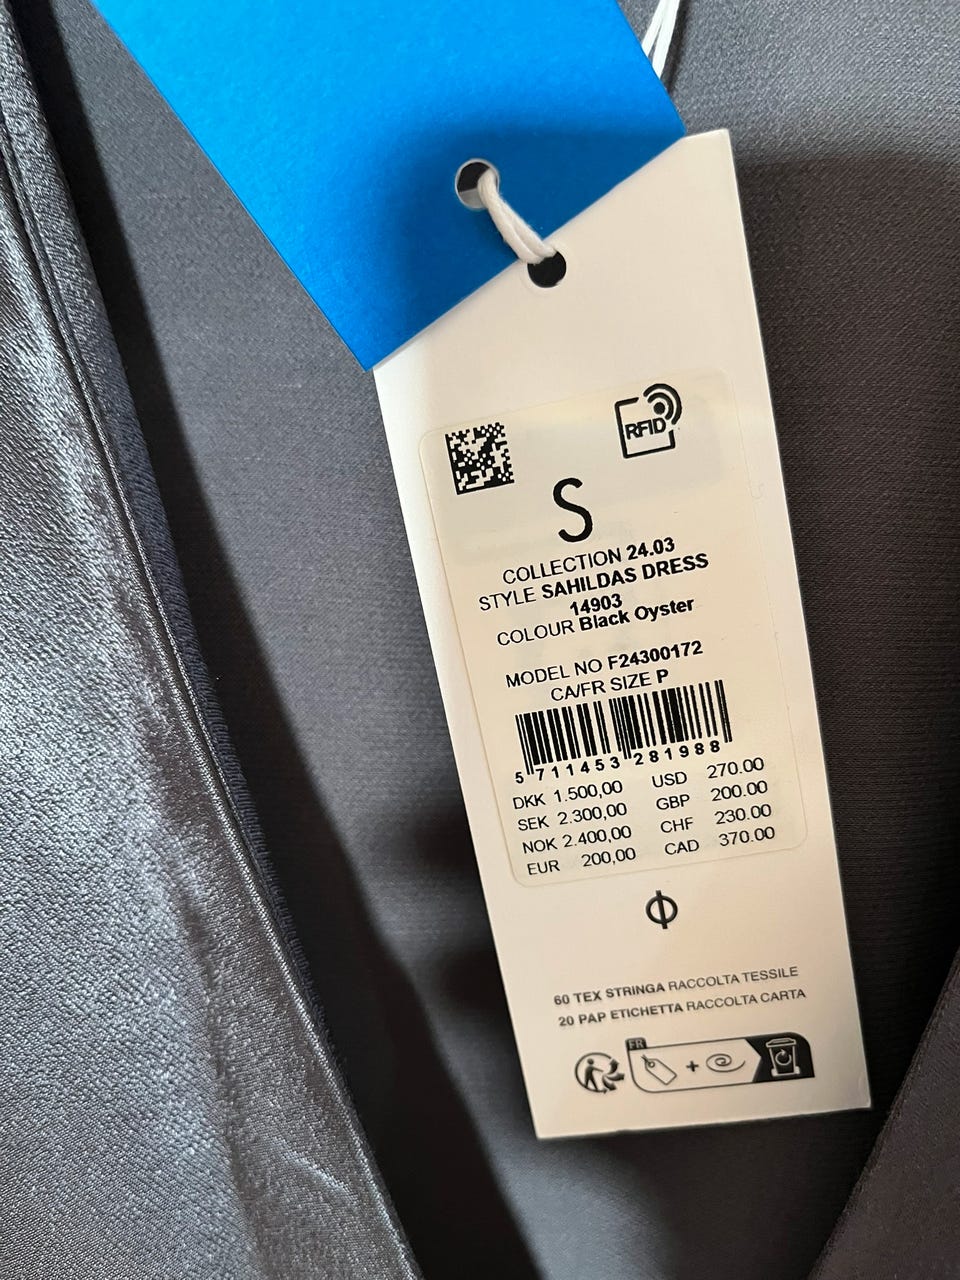 RFID
S
COLLECTION 24.03
STYLE SAHILDAS DRESS
14903
COLOUR Black Oyster
MODEL NO F24300172
CA/FR SIZE P
5 711453 281988
DKK 1.500,00 USD 270.00
SEK 2.300,00 GBP 200.00
NOK 2.400,00 CHF 230.00
EUR 200,00 CAD 370.00
60 TEX STRINGA RACCOLTA TESSILE
20 PAP ETICHETTA RACCOLTA CARTA
FR
+